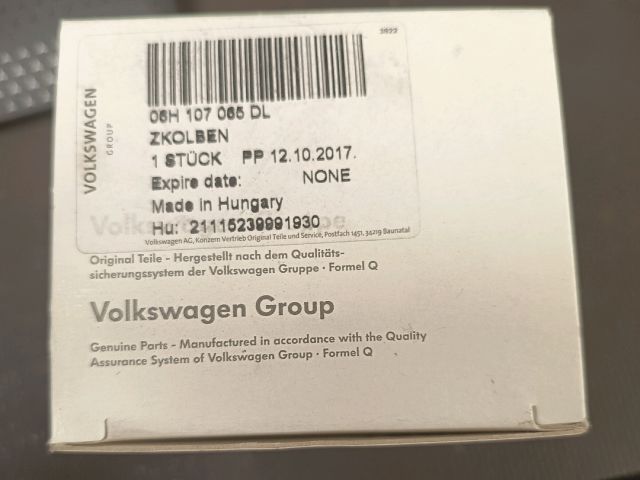 3922
VOLKSWAGEN
GROUP
06H 107 065 DL
ZKOLBEN
1 STÜCK PP 12.10.2017.
Expire date: NONE
Made in Hungary
Hu: 21115239991930
Volkswagen AG, Konzern Vertrieb Original Teile und Service, Postfach 1451, 34219 Baunatal
Original Teile - Hergestellt nach dem Qualitäts-
sicherungssystem der Volkswagen Gruppe · Formel Q
Volkswagen Group
Genuine Parts - Manufactured in accordance with the Quality
Assurance System of Volkswagen Group · Formel Q